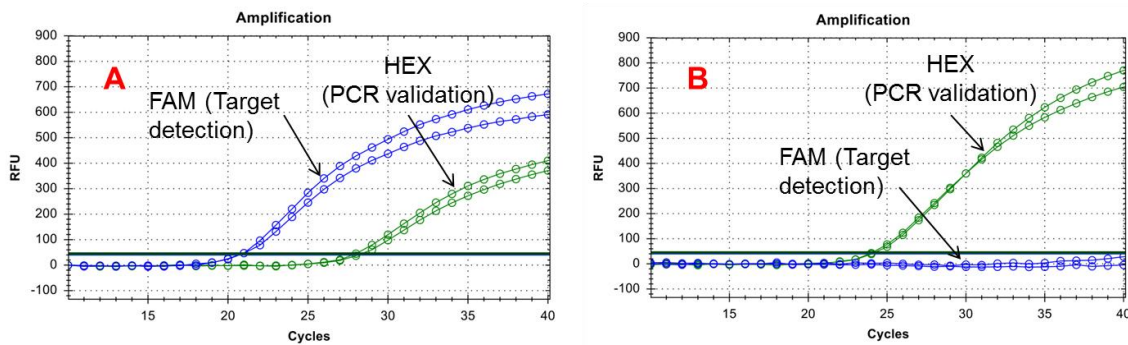 Amplification
900
800
700
600
500
400
300
200
100
0
-100
RFU
A
HEX
(PCR validation)
FAM (Target
detection)
15 20 25 30 35 40
Cycles
Amplification
900
800
700
600
500
400
300
200
100
0
-100
RFU
B
HEX
(PCR validation)
FAM (Target
detection)
15 20 25 30 35 40
Cycles